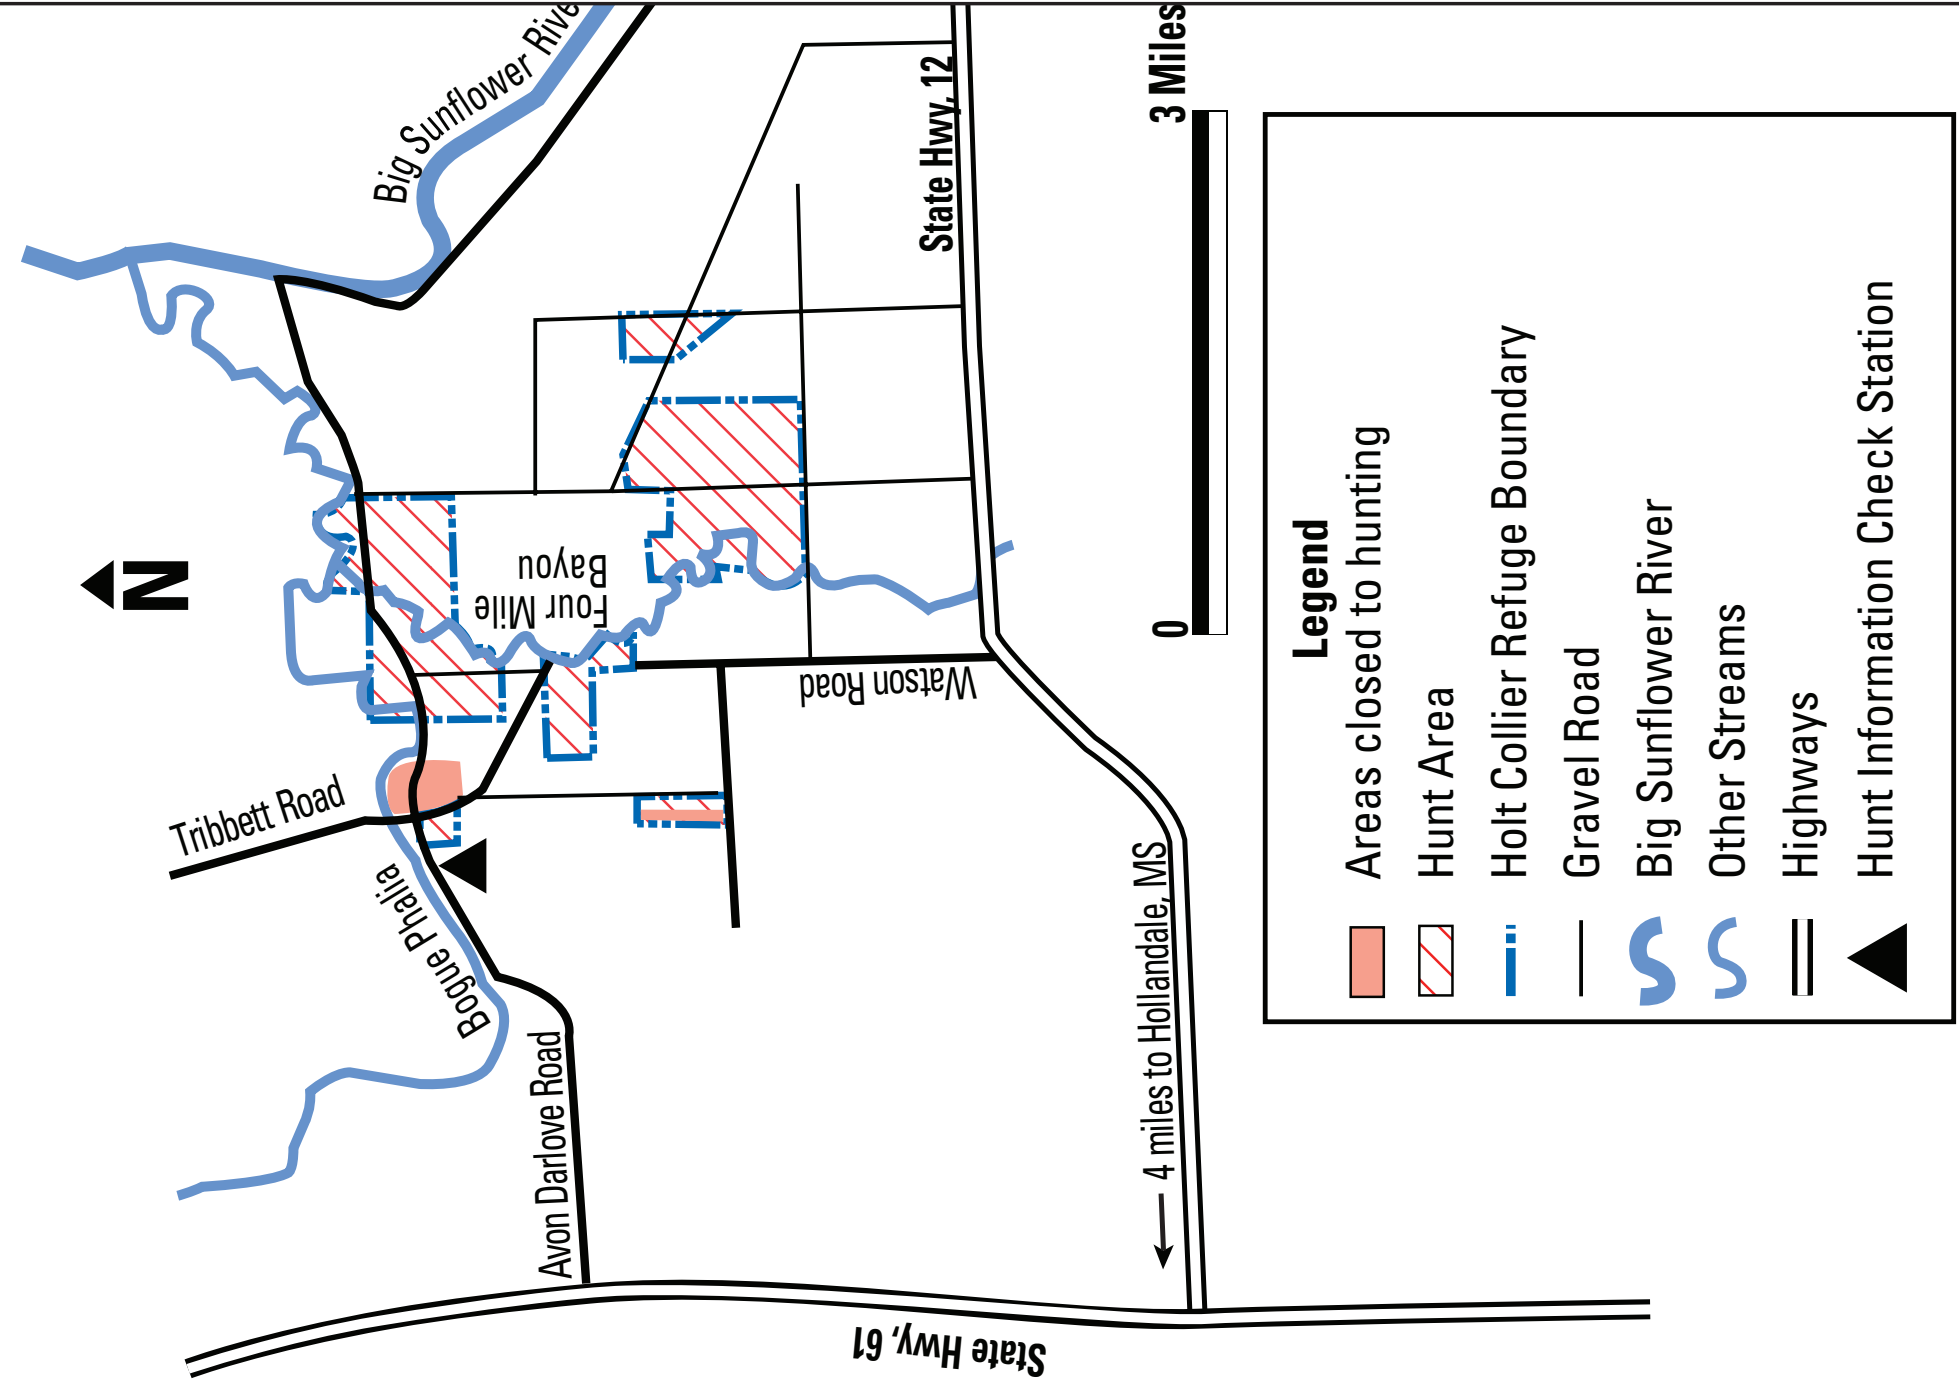 N
Big Sunflower Rive
Tribbett Road
Bogue Phalia
Avon Darlove Road
Four Mile
Bayou
Watson Road
State Hwy, 12
State Hwy, 61
4 miles to Hollandale, MS
0
3 Miles
Legend
Areas closed to hunting
Hunt Area
Holt Collier Refuge Boundary
Gravel Road
Big Sunflower River
Other Streams
Highways
Hunt Information Check Station